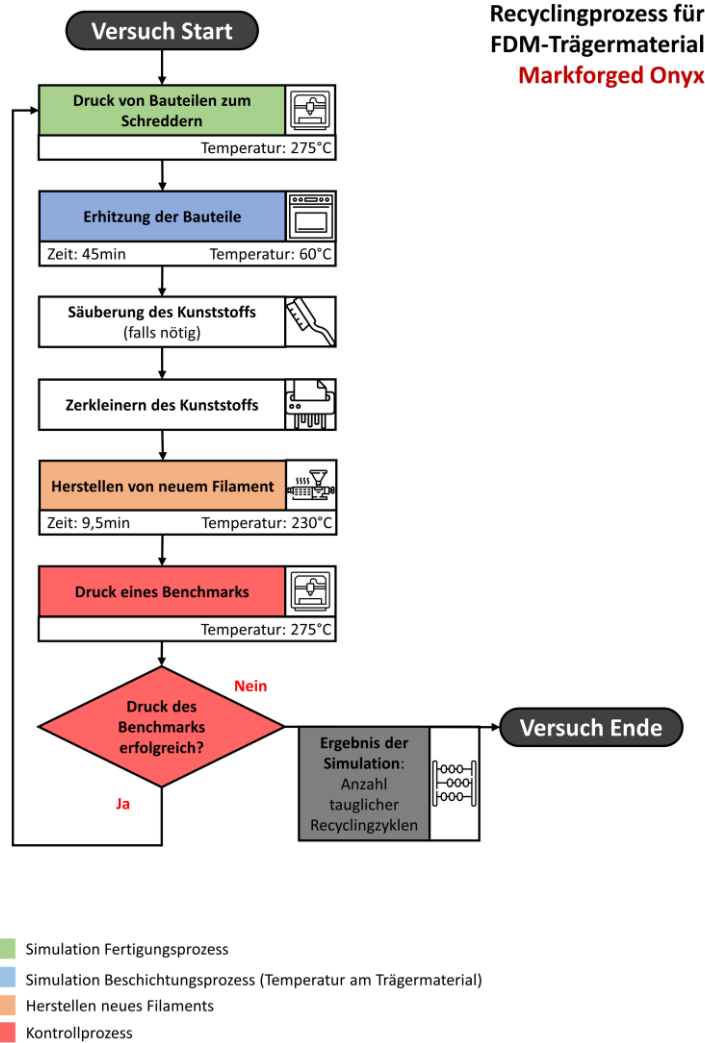 Recyclingprozess für
FDM-Trägermaterial
Markforged Onyx
Versuch Start
Druck von Bauteilen zum
Schreddern
Temperatur: 275°C
Erhitzung der Bauteile
Zeit: 45min Temperatur: 60°C
Säuberung des Kunststoffs
(falls nötig)
Zerkleinern des Kunststoffs
Herstellen von neuem Filament
Zeit: 9,5min Temperatur: 230°C
Druck eines Benchmarks
Temperatur: 275°C
Druck des
Benchmarks
erfolgreich?
Nein
Ja
Ergebnis der
Simulation:
Anzahl
tauglicher
Recyclingzyklen
Versuch Ende
Simulation Fertigungsprozess
Simulation Beschichtungsprozess (Temperatur am Trägermaterial)
Herstellen neues Filaments
Kontrollprozess